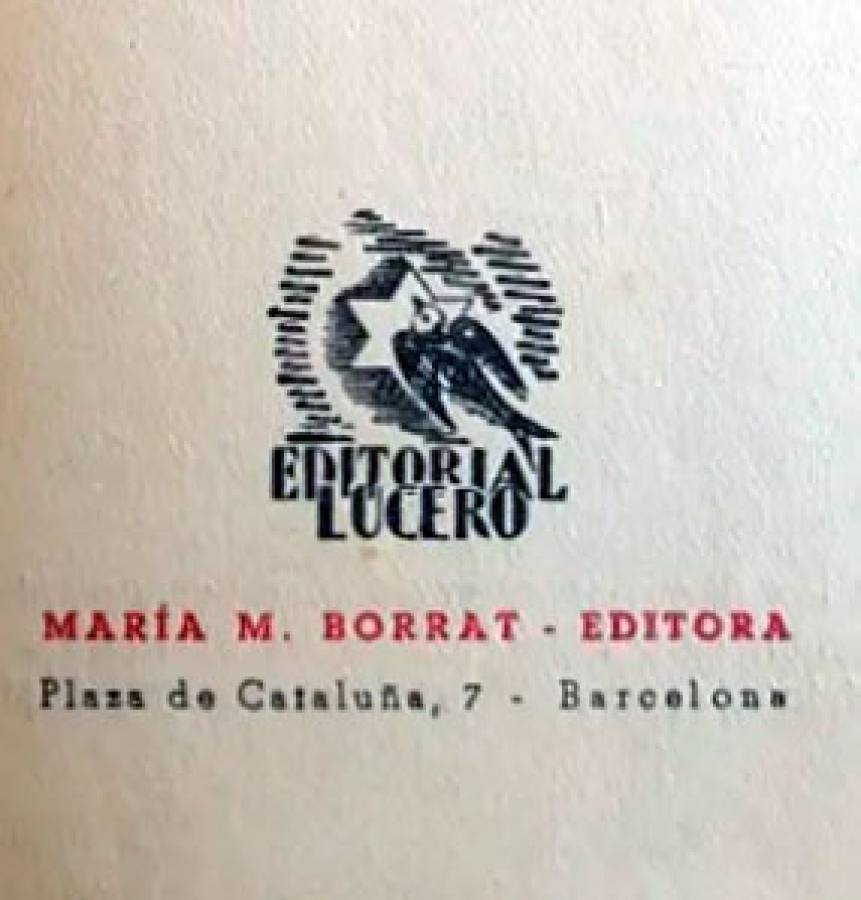 EDITORIAL
LUCERO
MARÍA M. BORRAT - EDITORA
Plaza de Cataluña, 7 - Barcelona